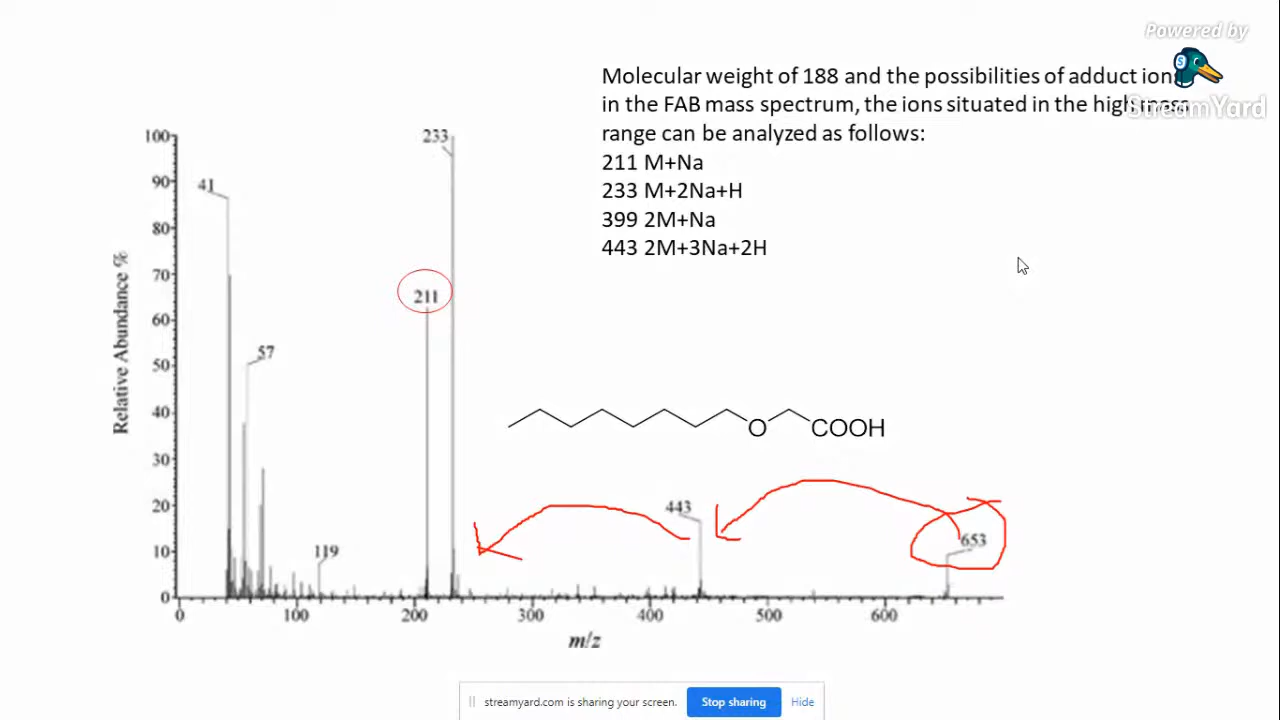 Powered by
StreamYard
Molecular weight of 188 and the possibilities of adduct ions
in the FAB mass spectrum, the ions situated in the high mass
range can be analyzed as follows:
211 M+Na
233 M+2Na+H
399 2M+Na
443 2M+3Na+2H
Relative Abundance %
100
90
80
70
60
50
40
30
20
10
0
41
57
119
211
233
443
653
O
COOH
0
100
200
300
400
500
600
m/z
streamyard.com is sharing your screen.
Stop sharing
Hide